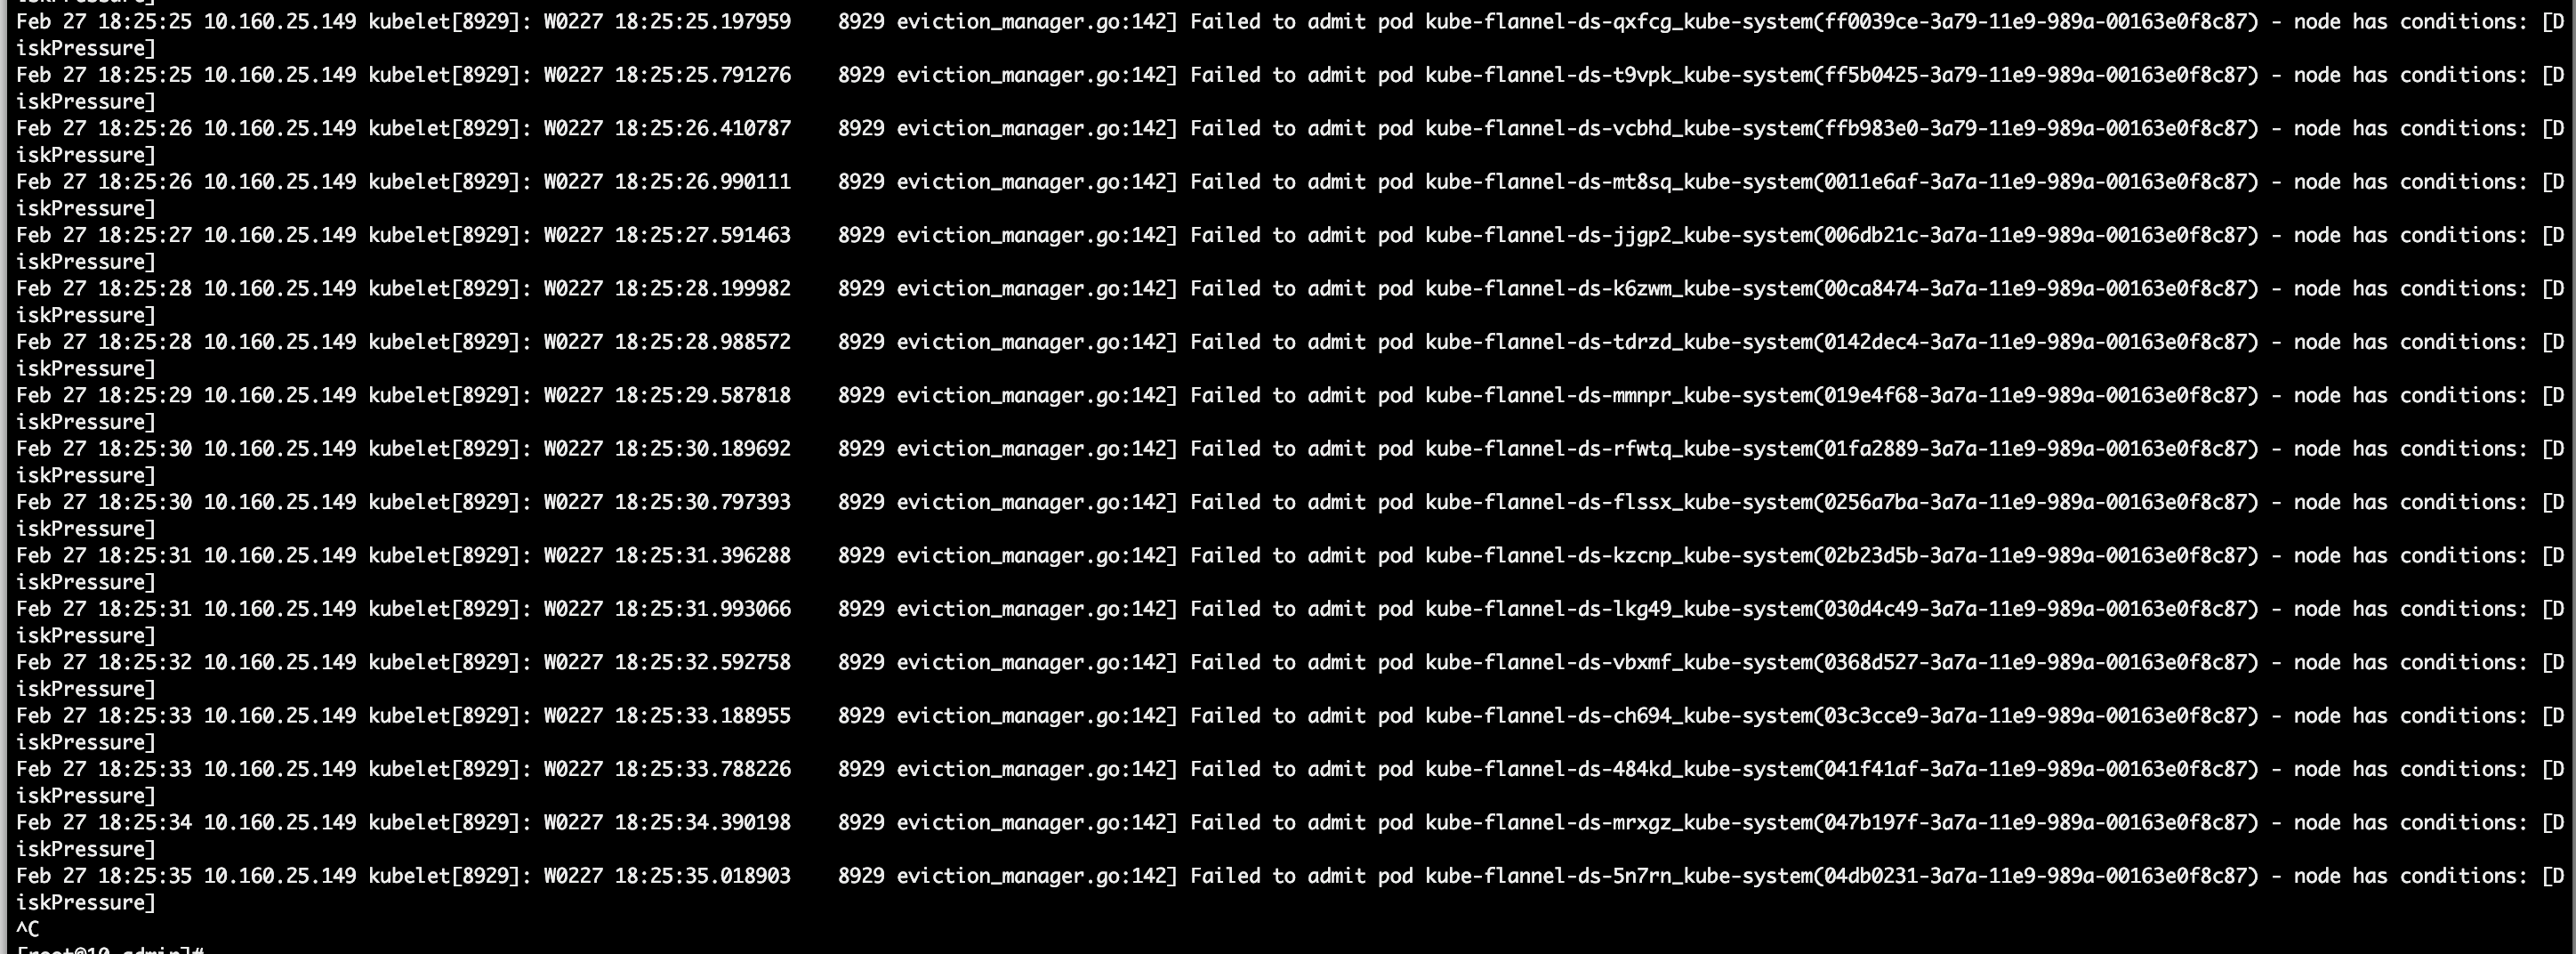 iskPressure]
Feb 27 18:25:25 10.160.25.149 kubelet[8929]: W0227 18:25:25.197959    8929 eviction_manager.go:142] Failed to admit pod kube-flannel-ds-qxfcg_kube-system(ff0039ce-3a79-11e9-989a-00163e0f8c87) - node has conditions: [D
iskPressure]
Feb 27 18:25:25 10.160.25.149 kubelet[8929]: W0227 18:25:25.791276    8929 eviction_manager.go:142] Failed to admit pod kube-flannel-ds-t9vpk_kube-system(ff5b0425-3a79-11e9-989a-00163e0f8c87) - node has conditions: [D
iskPressure]
Feb 27 18:25:26 10.160.25.149 kubelet[8929]: W0227 18:25:26.410787    8929 eviction_manager.go:142] Failed to admit pod kube-flannel-ds-vcbhd_kube-system(ffb983e0-3a79-11e9-989a-00163e0f8c87) - node has conditions: [D
iskPressure]
Feb 27 18:25:26 10.160.25.149 kubelet[8929]: W0227 18:25:26.990111    8929 eviction_manager.go:142] Failed to admit pod kube-flannel-ds-mt8sq_kube-system(0011e6af-3a7a-11e9-989a-00163e0f8c87) - node has conditions: [D
iskPressure]
Feb 27 18:25:27 10.160.25.149 kubelet[8929]: W0227 18:25:27.591463    8929 eviction_manager.go:142] Failed to admit pod kube-flannel-ds-jjgp2_kube-system(006db21c-3a7a-11e9-989a-00163e0f8c87) - node has conditions: [D
iskPressure]
Feb 27 18:25:28 10.160.25.149 kubelet[8929]: W0227 18:25:28.199982    8929 eviction_manager.go:142] Failed to admit pod kube-flannel-ds-k6zwm_kube-system(00ca8474-3a7a-11e9-989a-00163e0f8c87) - node has conditions: [D
iskPressure]
Feb 27 18:25:28 10.160.25.149 kubelet[8929]: W0227 18:25:28.988572    8929 eviction_manager.go:142] Failed to admit pod kube-flannel-ds-tdrzd_kube-system(0142dec4-3a7a-11e9-989a-00163e0f8c87) - node has conditions: [D
iskPressure]
Feb 27 18:25:29 10.160.25.149 kubelet[8929]: W0227 18:25:29.587818    8929 eviction_manager.go:142] Failed to admit pod kube-flannel-ds-mmnpr_kube-system(019e4f68-3a7a-11e9-989a-00163e0f8c87) - node has conditions: [D
iskPressure]
Feb 27 18:25:30 10.160.25.149 kubelet[8929]: W0227 18:25:30.189692    8929 eviction_manager.go:142] Failed to admit pod kube-flannel-ds-rfwtq_kube-system(01fa2889-3a7a-11e9-989a-00163e0f8c87) - node has conditions: [D
iskPressure]
Feb 27 18:25:30 10.160.25.149 kubelet[8929]: W0227 18:25:30.797393    8929 eviction_manager.go:142] Failed to admit pod kube-flannel-ds-flssx_kube-system(0256a7ba-3a7a-11e9-989a-00163e0f8c87) - node has conditions: [D
iskPressure]
Feb 27 18:25:31 10.160.25.149 kubelet[8929]: W0227 18:25:31.396288    8929 eviction_manager.go:142] Failed to admit pod kube-flannel-ds-kzcnp_kube-system(02b23d5b-3a7a-11e9-989a-00163e0f8c87) - node has conditions: [D
iskPressure]
Feb 27 18:25:31 10.160.25.149 kubelet[8929]: W0227 18:25:31.993066    8929 eviction_manager.go:142] Failed to admit pod kube-flannel-ds-lkg49_kube-system(030d4c49-3a7a-11e9-989a-00163e0f8c87) - node has conditions: [D
iskPressure]
Feb 27 18:25:32 10.160.25.149 kubelet[8929]: W0227 18:25:32.592758    8929 eviction_manager.go:142] Failed to admit pod kube-flannel-ds-vbxmf_kube-system(0368d527-3a7a-11e9-989a-00163e0f8c87) - node has conditions: [D
iskPressure]
Feb 27 18:25:33 10.160.25.149 kubelet[8929]: W0227 18:25:33.188955    8929 eviction_manager.go:142] Failed to admit pod kube-flannel-ds-ch694_kube-system(03c3cce9-3a7a-11e9-989a-00163e0f8c87) - node has conditions: [D
iskPressure]
Feb 27 18:25:33 10.160.25.149 kubelet[8929]: W0227 18:25:33.788226    8929 eviction_manager.go:142] Failed to admit pod kube-flannel-ds-484kd_kube-system(041f41af-3a7a-11e9-989a-00163e0f8c87) - node has conditions: [D
iskPressure]
Feb 27 18:25:34 10.160.25.149 kubelet[8929]: W0227 18:25:34.390198    8929 eviction_manager.go:142] Failed to admit pod kube-flannel-ds-mrxgz_kube-system(047b197f-3a7a-11e9-989a-00163e0f8c87) - node has conditions: [D
iskPressure]
Feb 27 18:25:35 10.160.25.149 kubelet[8929]: W0227 18:25:35.018903    8929 eviction_manager.go:142] Failed to admit pod kube-flannel-ds-5n7rn_kube-system(04db0231-3a7a-11e9-989a-00163e0f8c87) - node has conditions: [D
iskPressure]
^C
[root@10 admin]#